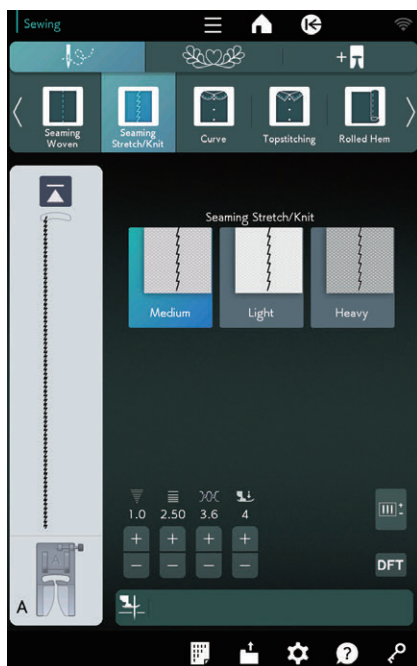 Sewing
Seaming
Woven
Seaming
Stretch/Knit
Curve
Topstitching
Rolled Hem
Seaming Stretch/Knit
Medium
Light
Heavy
1.0 2.50 3.6 4
+ + +
− − −
DFT
A